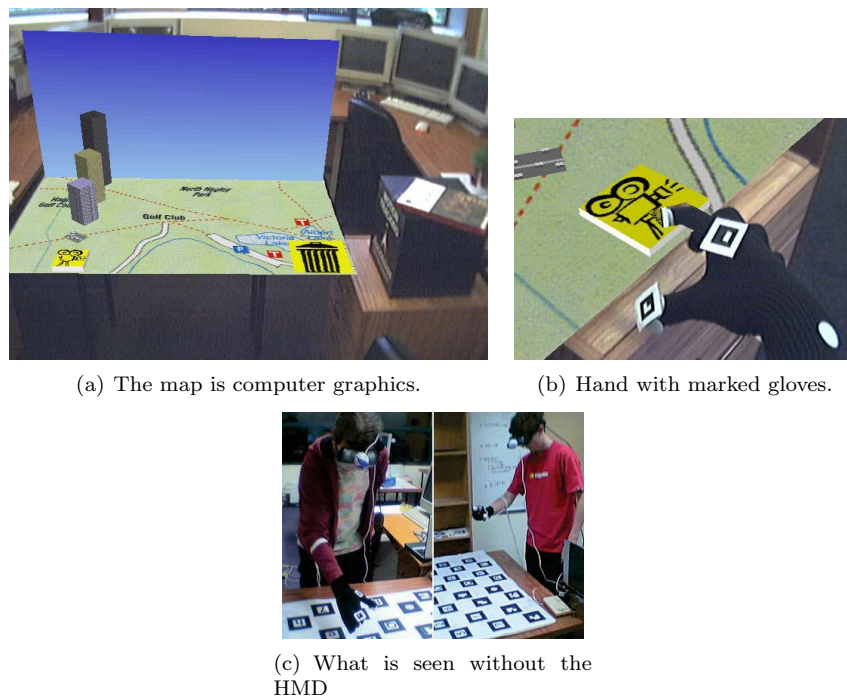 North Hagley
Park
Golf Club
Victoria
Lake
Albert
Lake
P
T
T
(a) The map is computer graphics.
(b) Hand with marked gloves.
(c) What is seen without the
HMD